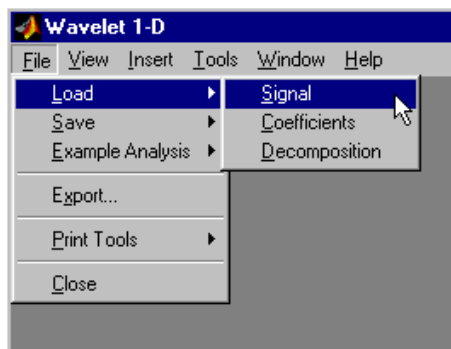 Wavelet 1-D
File View Insert Tools Window Help
Load
Save
Example Analysis
Export...
Print Tools
Close
Signal
Coefficients
Decomposition